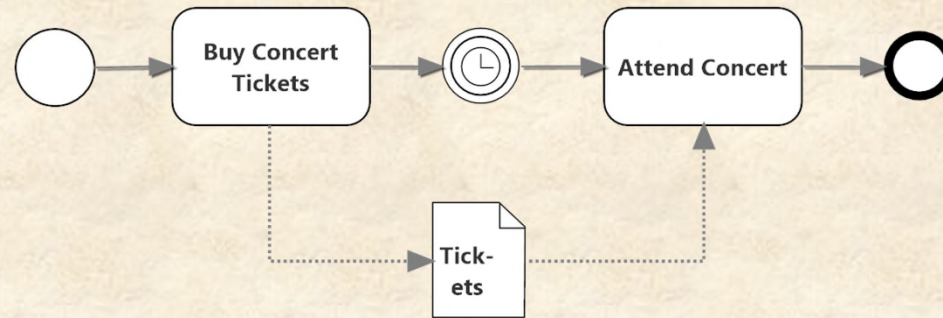 Buy Concert
Tickets
Attend Concert
Tick-
ets